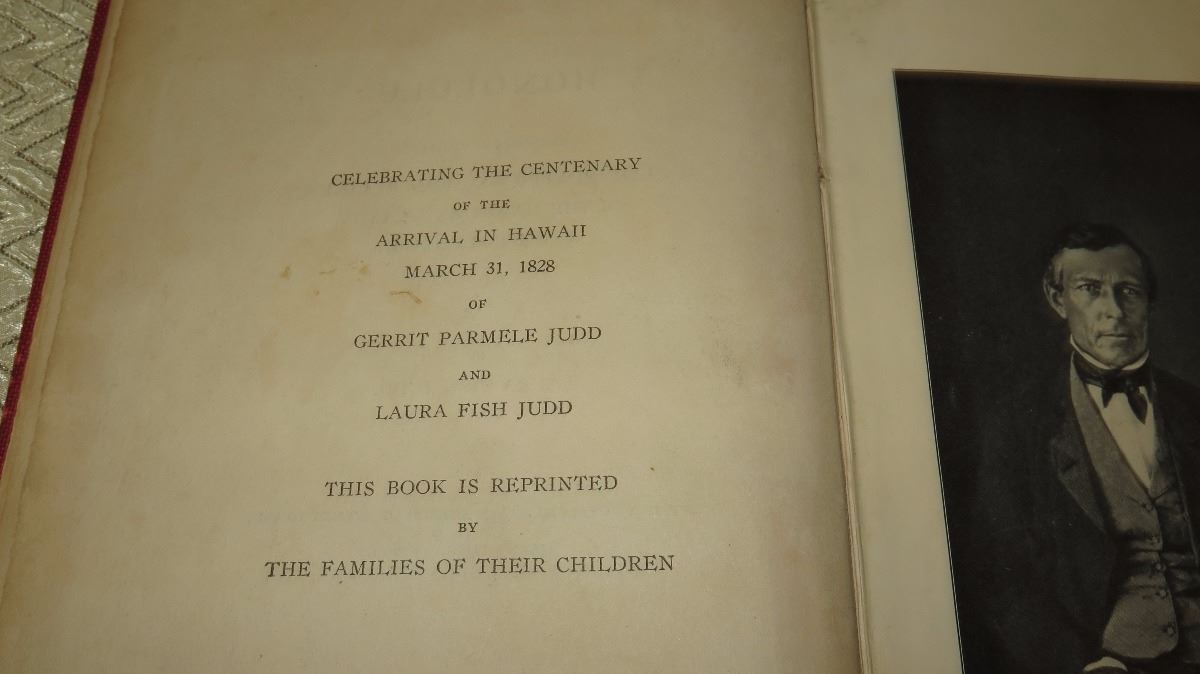 CELEBRATING THE CENTENARY
OF THE
ARRIVAL IN HAWAII
MARCH 31, 1828
OF
GERRIT PARMELE JUDD
AND
LAURA FISH JUDD
THIS BOOK IS REPRINTED
BY
THE FAMILIES OF THEIR CHILDREN